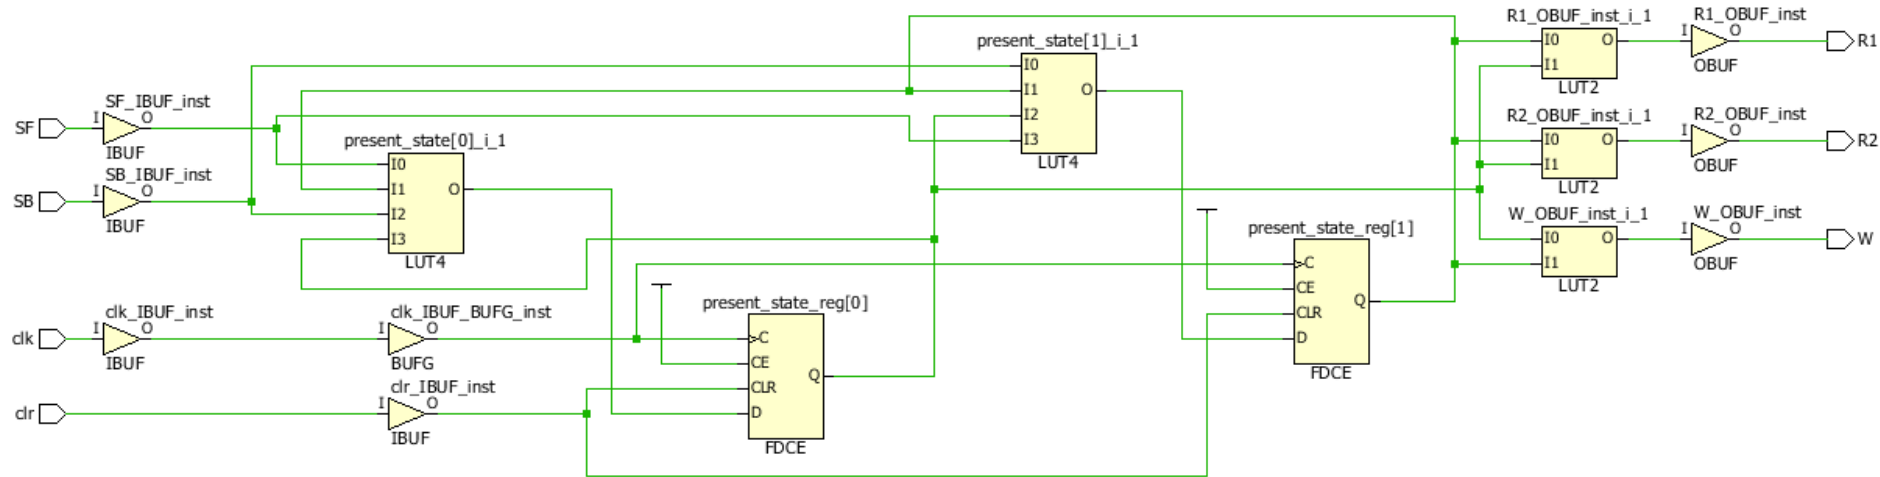 R1_OBUF_inst_i_1
R1_OBUF_inst
present_state[1]_i_1
I0
O
I
O
R1
I1
OBUF
LUT2
I0
I1
O
I2
I3
LUT4
SF_IBUF_inst
SF
I
O
IBUF
R2_OBUF_inst_i_1
R2_OBUF_inst
I0
O
I
O
R2
I1
OBUF
LUT2
present_state[0]_i_1
I0
I1
O
I2
I3
LUT4
SB_IBUF_inst
SB
I
O
IBUF
W_OBUF_inst_i_1
W_OBUF_inst
I0
O
I
O
W
I1
OBUF
LUT2
present_state_reg[1]
C
CE
Q
CLR
D
FDCE
clk_IBUF_inst
clk
I
O
IBUF
clk_IBUF_BUFG_inst
I
O
BUFG
present_state_reg[0]
C
CE
Q
CLR
D
FDCE
clr_IBUF_inst
clr
I
O
IBUF